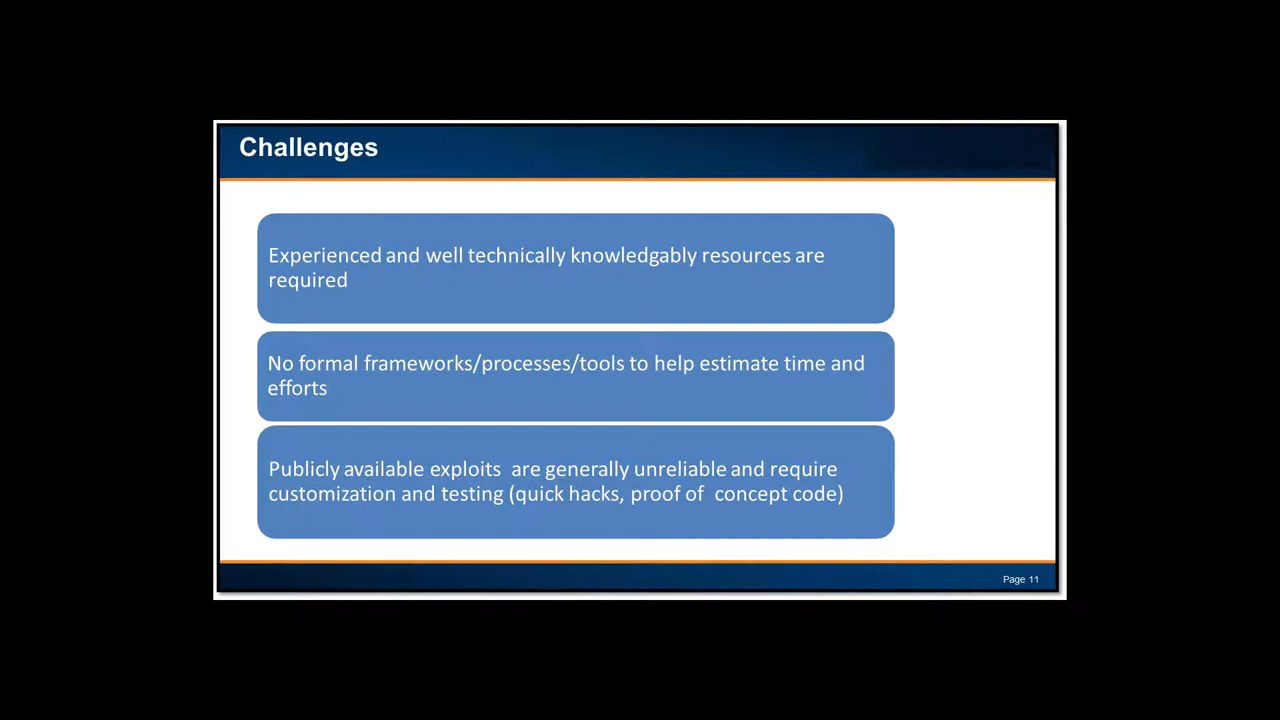 Challenges
Experienced and well technically knowledgably resources are
required
No formal frameworks/processes/tools to help estimate time and
efforts
Publicly available exploits  are generally unreliable and require
customization and testing (quick hacks, proof of  concept code)
Page 11